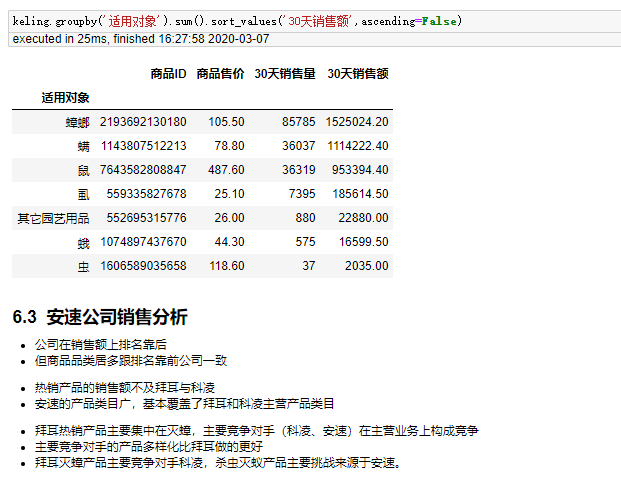 keling.groupby('适用对象').sum().sort_values('30天销售额',ascending=False)
executed in 25ms, finished 16:27:58 2020-03-07
商品ID 商品售价 30天销售量 30天销售额
适用对象
蟑螂 2193692130180 105.50 85785 1525024.20
螨 1143807512213 78.80 36037 1114222.40
鼠 7643582808847 487.60 36319 953394.40
虱 559335827678 25.10 7395 185614.50
其它园艺用品 552695315776 26.00 880 22880.00
蛾 1074897437670 44.30 575 16599.50
虫 1606589035658 118.60 37 2035.00
6.3 安速公司销售分析
• 公司在销售额上排名靠后
• 但商品品类居多跟排名靠前公司一致
• 热销产品的销售额不及拜耳与科凌
• 安速的产品类目广，基本覆盖了拜耳和科凌主营产品类目
• 拜耳热销产品主要集中在灭蟑，主要竞争对手（科凌、安速）在主营业务上构成竞争
• 主要竞争对手的产品多样化比拜耳做的更好
• 拜耳灭蟑产品主要竞争对手科凌，杀虫灭蚁产品主要挑战来源于安速。